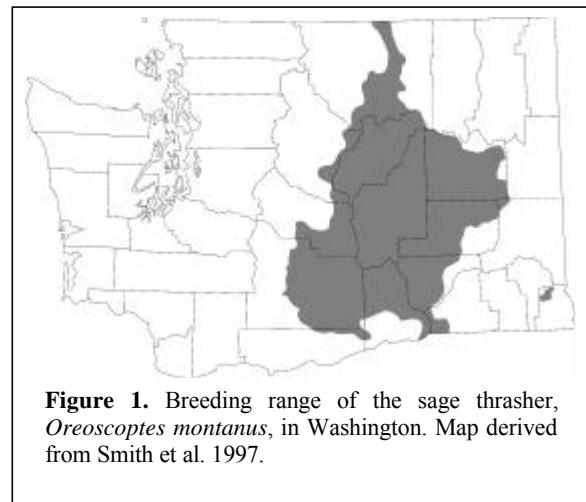 Figure 1. Breeding range of the sage thrasher,
Oreoscoptes montanus, in Washington. Map derived
from Smith et al. 1997.